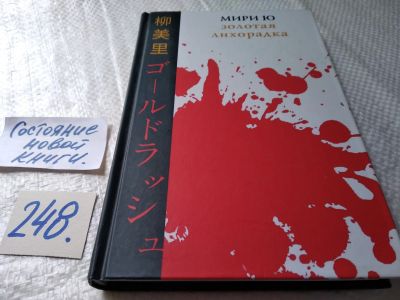 柳美里 ゴールドラッシュ
МИРИ Ю
золотая
лихорадка
Состояние
новой
книги.
248.